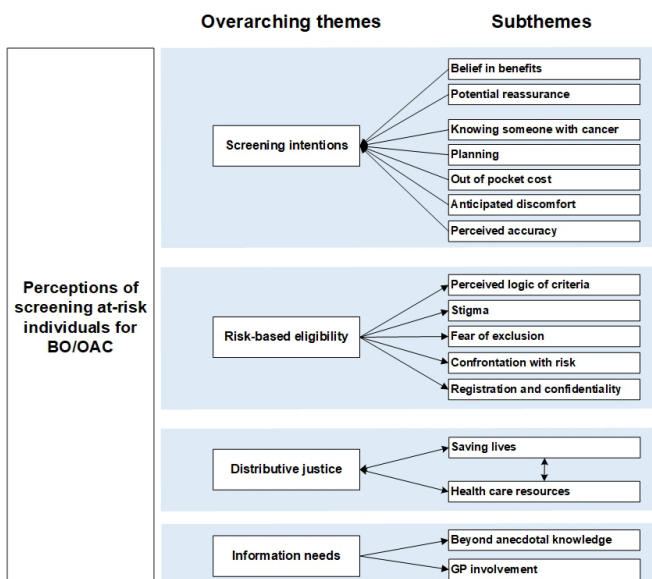 Overarching themes
Subthemes
Perceptions of
screening at-risk
individuals for
BO/OAC
Screening intentions
Belief in benefits
Potential reassurance
Knowing someone with cancer
Planning
Out of pocket cost
Anticipated discomfort
Perceived accuracy
Risk-based eligibility
Perceived logic of criteria
Stigma
Fear of exclusion
Confrontation with risk
Registration and confidentiality
Distributive justice
Saving lives
Health care resources
Information needs
Beyond anecdotal knowledge
GP involvement